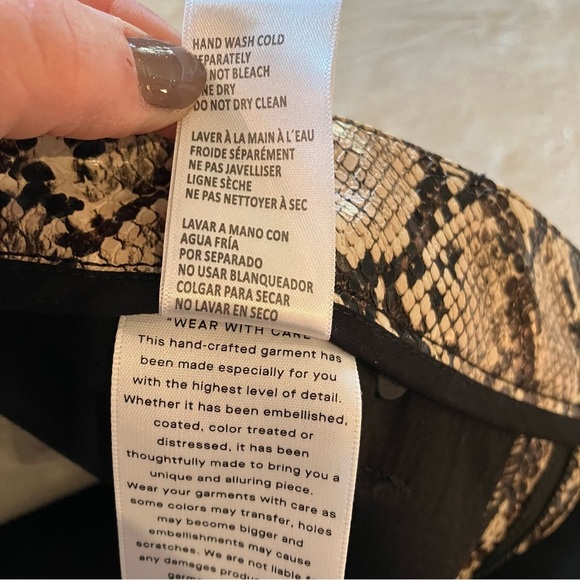 HAND WASH COLD
EPARATELY
NOT BLEACH
NE DRY
DO NOT DRY CLEAN
LAVER À LA MAIN À L'EAU
FROIDE SÉPARÉMENT
NE PAS JAVELLISER
LIGNE SÈCHE
NE PAS NETTOYER À SEC
LAVAR A MANO CON
AGUA FRÍA
POR SEPARADO
NO USAR BLANQUEADOR
COLGAR PARA SECAR
NO LAVAR EN SECO
"WEAR WITH CARE
This hand-crafted garment has
been made especially for you
with the highest level of detail.
Whether it has been embellished,
coated, color treated or
distressed, it has been
thoughtfully made to bring you a
unique and alluring piece.
Wear your garments with care as
some colors may transfer, holes
may become bigger and
embellishments may cause
scratches. We are not liable
any damages produc